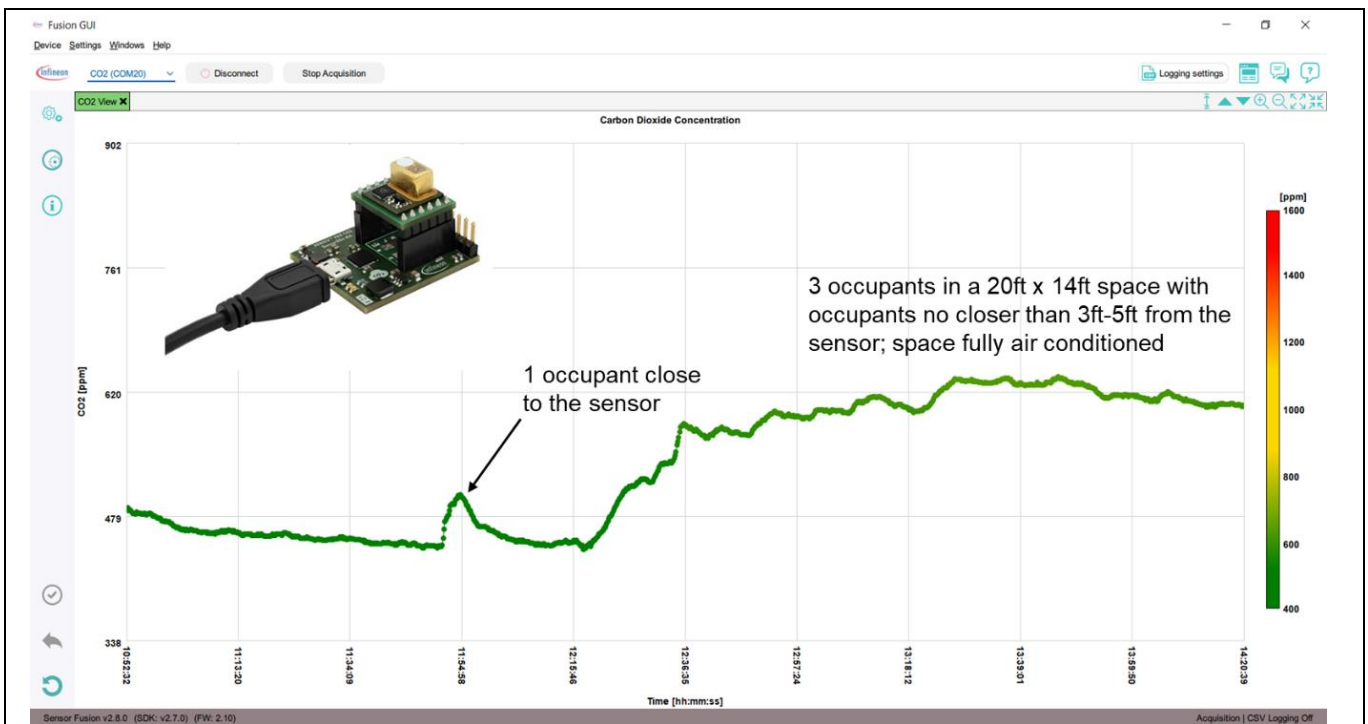 Fusion GUI
Device Settings Windows Help
infineon
CO2 (COM20)
Disconnect
Stop Acquisition
Logging settings
CO2 View
Carbon Dioxide Concentration
902
761
620
479
338
CO2 [ppm]
1 occupant close
to the sensor
3 occupants in a 20ft x 14ft space with
occupants no closer than 3ft-5ft from the
sensor; space fully air conditioned
[ppm]
1600
1400
1200
1000
800
600
400
10:52:32
11:13:20
11:34:09
11:54:58
12:15:46
12:36:35
12:57:24
13:18:12
13:39:01
13:59:50
14:20:39
Time [hh:mm:ss]
Sensor Fusion v2.8.0 (SDK: v2.7.0) (FW: 2.10)
Acquisition | CSV Logging Off